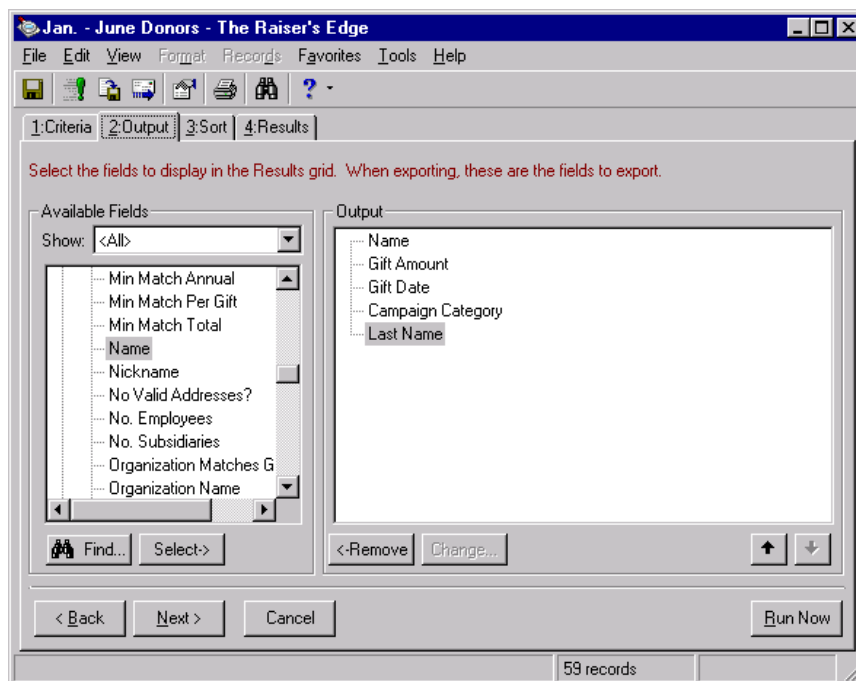 Jan. - June Donors - The Raiser's Edge
File Edit View Format Records Favorites Tools Help
?
1:Criteria 2:Output 3:Sort 4:Results
Select the fields to display in the Results grid. When exporting, these are the fields to export.
Available Fields
Show: <All>
Min Match Annual
Min Match Per Gift
Min Match Total
Name
Nickname
No Valid Addresses?
No. Employees
No. Subsidiaries
Organization Matches G
Organization Name
Find... Select->
Output
Name
Gift Amount
Gift Date
Campaign Category
Last Name
<-Remove Change...
< Back Next > Cancel Run Now
59 records